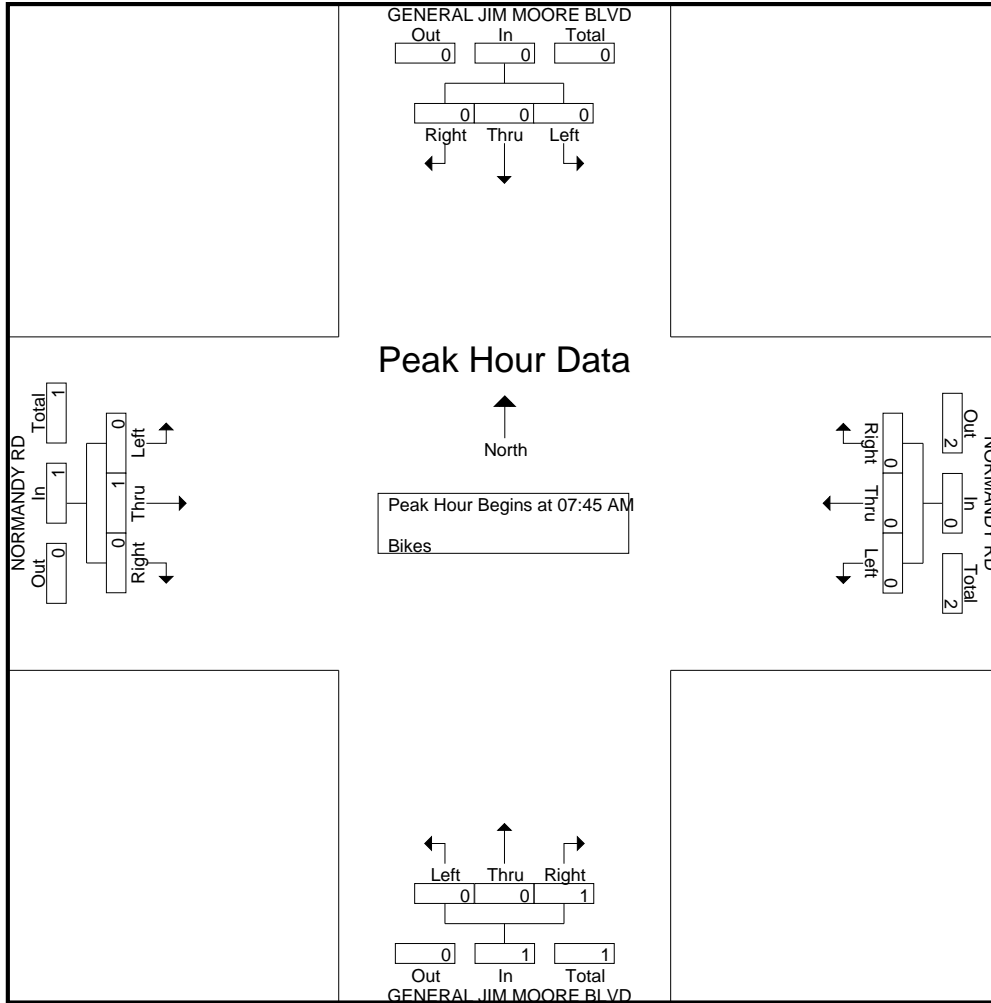 GENERAL JIM MOORE BLVD
Out In Total
0 0 0
0 0 0
Right Thru Left
Peak Hour Data
North
Peak Hour Begins at 07:45 AM
Bikes
NORMANDY RD
Out In Total
0 1 1
Left Thru Right
0 1 0
NORMANDY RD
Out In Total
2 0 2
Right Thru Left
0 0 0
Left Thru Right
0 0 1
0 1 1
Out In Total
GENERAL JIM MOORE BLVD